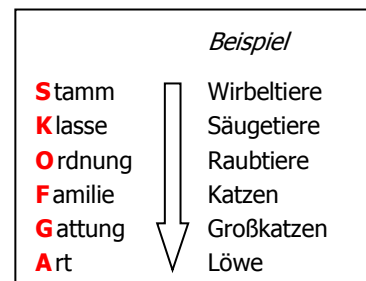 Beispiel
Stamm Wirbeltiere
Klasse Säugetiere
Ordnung Raubtiere
Familie Katzen
Gattung Großkatzen
Art Löwe